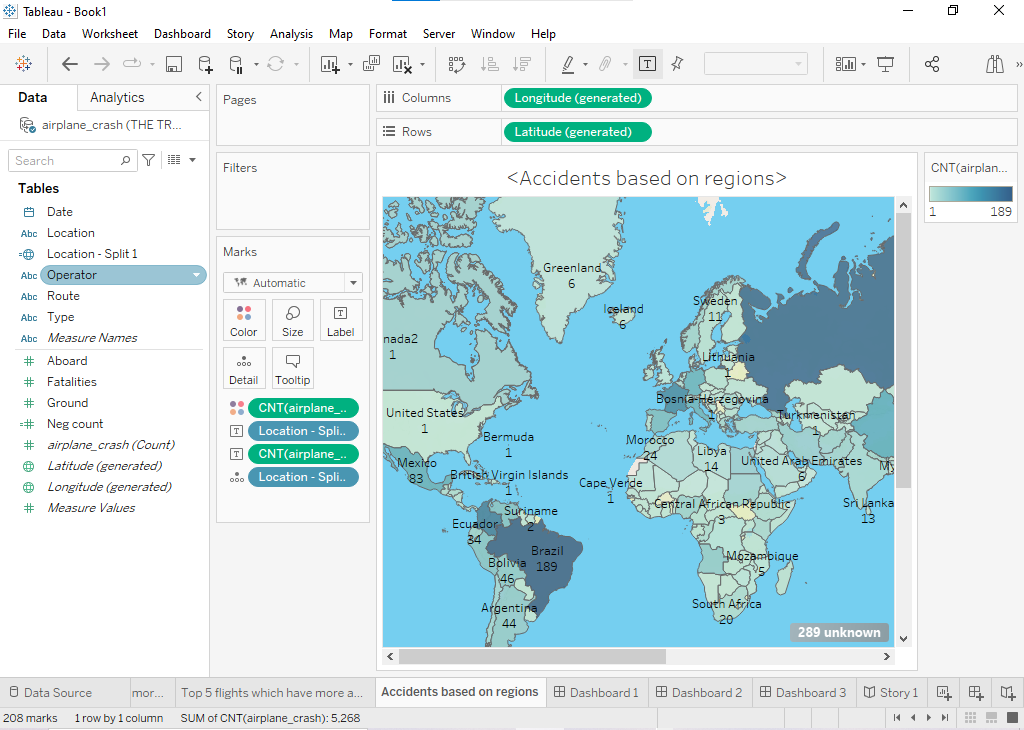 Tableau - Book1
File Data Worksheet Dashboard Story Analysis Map Format Server Window Help
Data Analytics
airplane_crash (THE TR...
Search
Tables
Date
Abc Location
Location - Split 1
Abc Operator
Abc Route
Abc Type
Abc Measure Names
Aboard
Fatalities
Ground
Neg count
airplane_crash (Count)
Latitude (generated)
Longitude (generated)
Measure Values
Pages
Filters
Marks
Automatic
Color Size Label
Detail Tooltip
CNT(airplane_..
Location - Spli..
CNT(airplane_..
Location - Spli..
Columns Longitude (generated)
Rows Latitude (generated)
<Accidents based on regions>
Greenland
6
Iceland
6
Sweden
11
nada2
1
Lithuania
1
Bosnia-Herzegovina
1
United States
1
Turkmenistan
1
Bermuda
1
Morocco
24
Libya
14
Mexico
83
United Arab Emirates
6
My
British Virgin Islands
1
Cape Verde
1
Central African Republic
3
Sri Lanka
13
Suriname
2
Ecuador
34
Brazil
189
Bolivia
46
Mozambique
5
Argentina
44
South Africa
20
289 unknown
CNT(airplan...
1 189
Data Source mor... Top 5 flights which have more a... Accidents based on regions Dashboard 1 Dashboard 2 Dashboard 3 Story 1
208 marks 1 row by 1 column SUM of CNT(airplane_crash): 5,268